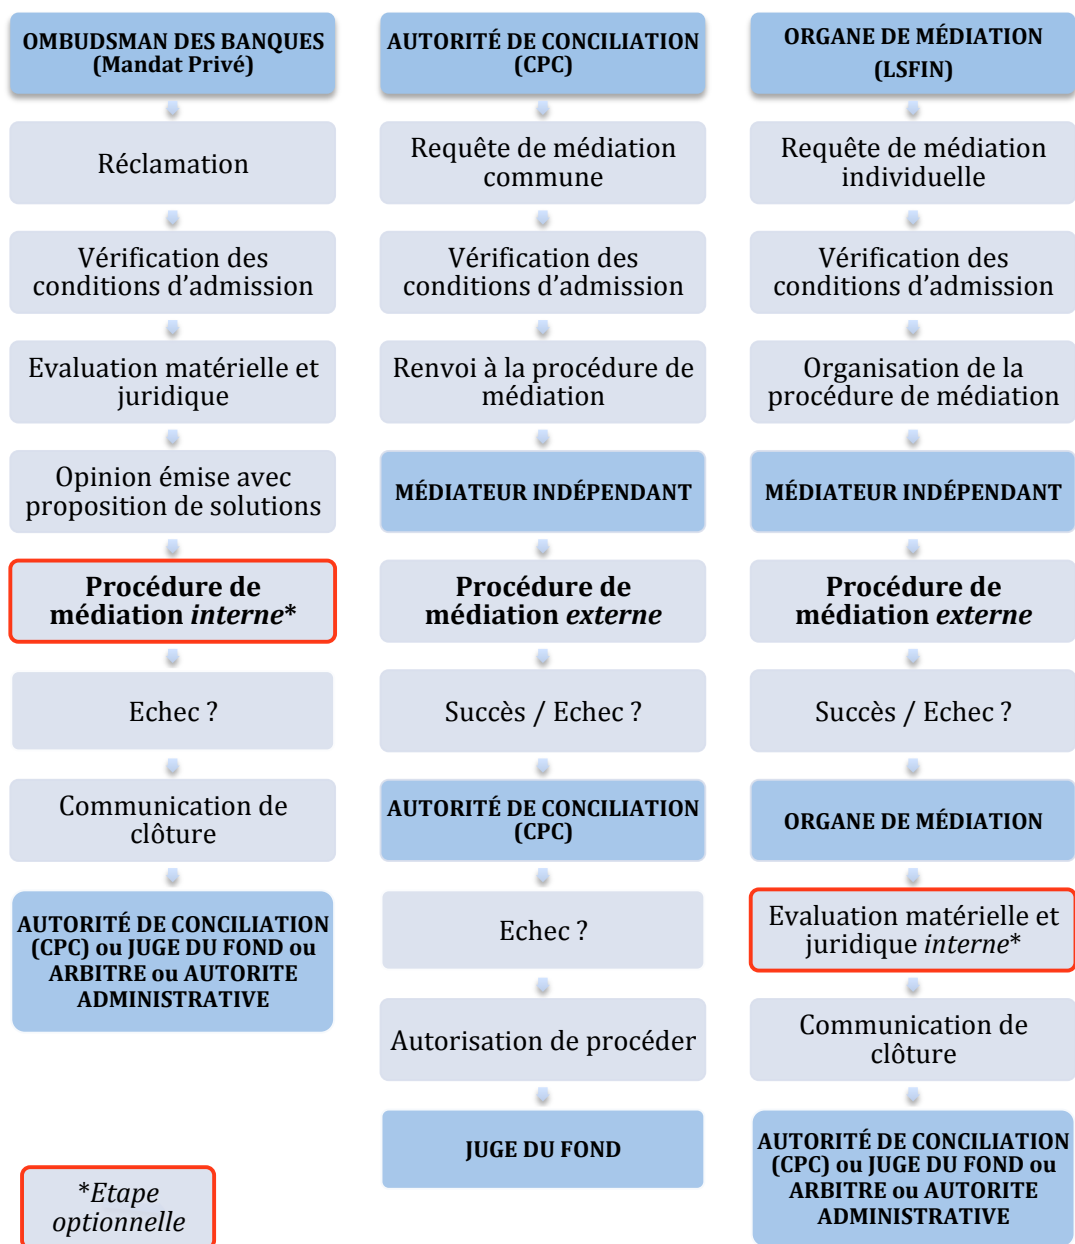 OMBUDSMAN DES BANQUES
(Mandat Privé)
Réclamation
Vérification des
conditions d’admission
Evaluation matérielle et
juridique
Opinion émise avec
proposition de solutions
Procédure de
médiation interne*
Echec ?
Communication de
clôture
AUTORITÉ DE CONCILIATION
(CPC) ou JUGE DU FOND ou
ARBITRE ou AUTORITE
ADMINISTRATIVE
*Etape
optionnelle
AUTORITÉ DE CONCILIATION
(CPC)
Requête de médiation
commune
Vérification des
conditions d’admission
Renvoi à la procédure de
médiation
MÉDIATEUR INDÉPENDANT
Procédure de
médiation externe
Succès / Echec ?
AUTORITÉ DE CONCILIATION
(CPC)
Echec ?
Autorisation de procéder
JUGE DU FOND
ORGANE DE MÉDIATION
(LSFIN)
Requête de médiation
individuelle
Vérification des
conditions d’admission
Organisation de la
procédure de médiation
MÉDIATEUR INDÉPENDANT
Procédure de
médiation externe
Succès / Echec ?
ORGANE DE MÉDIATION
Evaluation matérielle et
juridique interne*
Communication de
clôture
AUTORITÉ DE CONCILIATION
(CPC) ou JUGE DU FOND ou
ARBITRE ou AUTORITE
ADMINISTRATIVE